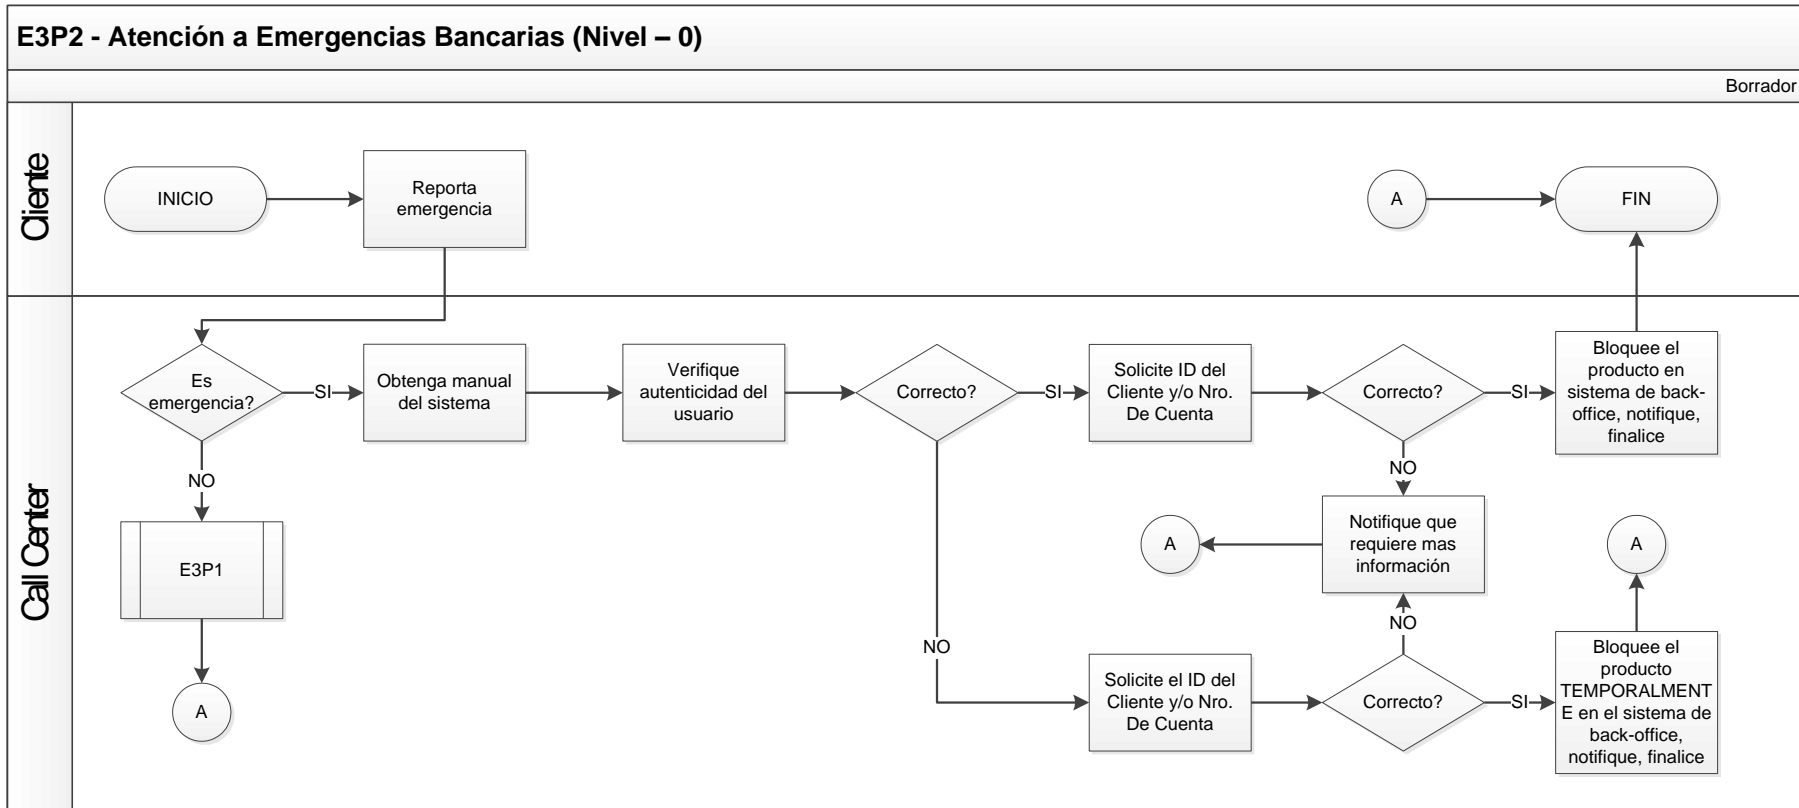 E3P2 - Atención a Emergencias Bancarias (Nivel – 0)
Borrador
Cliente
INICIO
Reporta
emergencia
A
FIN
Call Center
Es
emergencia?
SI
Obtenga manual
del sistema
Verifique
autenticidad del
usuario
Correcto?
SI
Solicite ID del
Cliente y/o Nro.
De Cuenta
Correcto?
SI
Bloquee el
producto en
sistema de back-
office, notifique,
finalice
NO
NO
E3P1
A
Notifique que
requiere mas
información
A
A
NO
NO
Solicite el ID del
Cliente y/o Nro.
De Cuenta
Correcto?
SI
Bloquee el
producto
TEMPORALMENT
E en el sistema de
back-office,
notifique, finalice